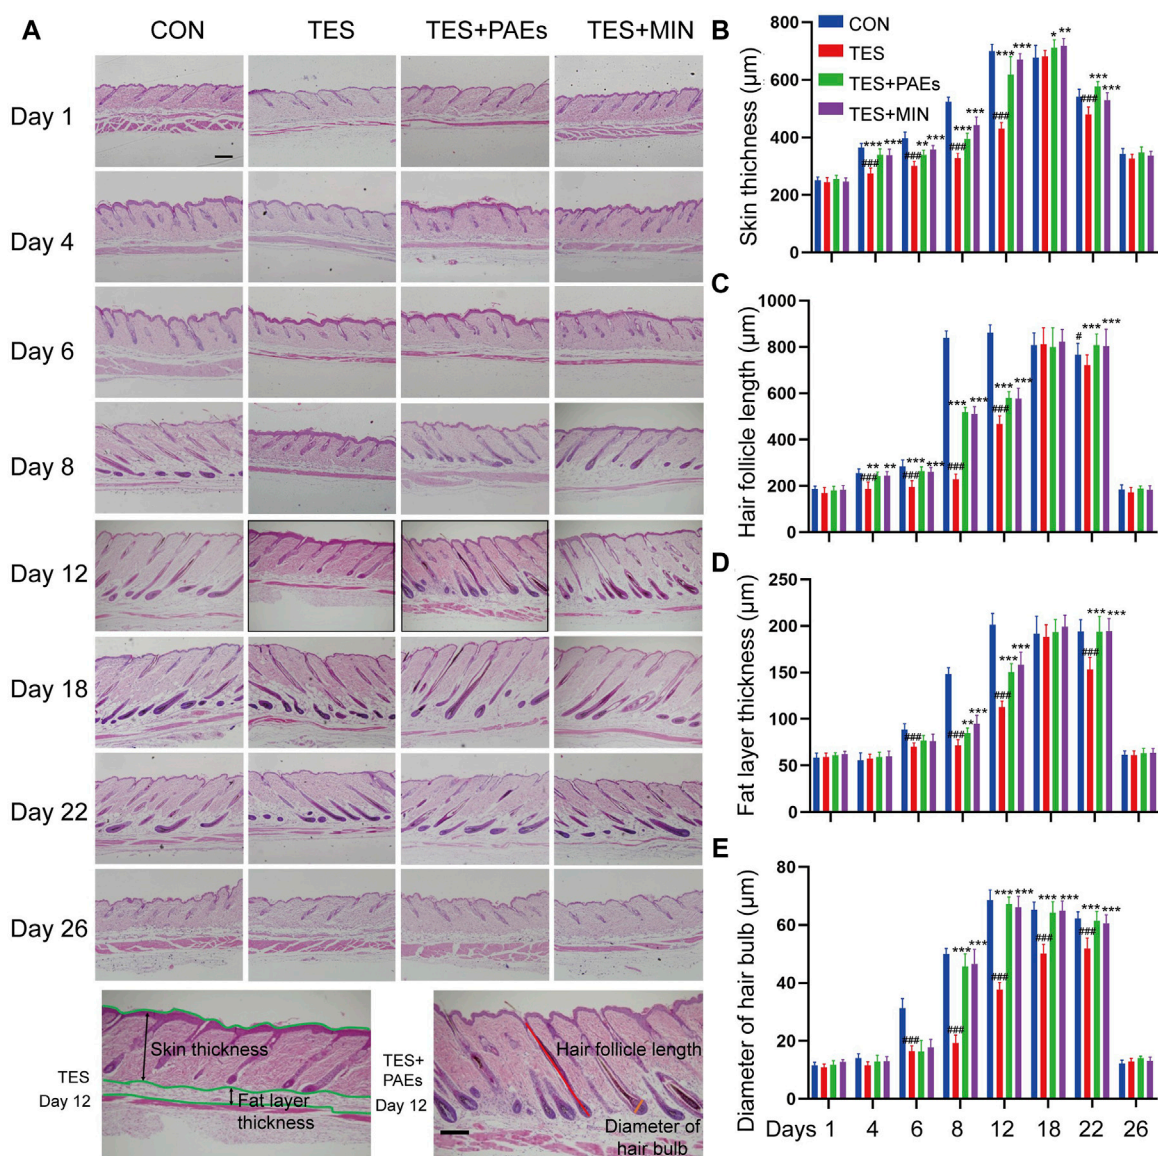 A
CON
TES
TES+PAEs
TES+MIN
Day 1
Day 4
Day 6
Day 8
Day 12
Day 18
Day 22
Day 26
TES
Day 12
Skin thickness
Fat layer
thickness
TES+
PAEs
Day 12
Hair follicle length
Diameter of
hair bulb
B
Skin thichness (μm)
800
600
400
200
0
CON
TES
TES+PAEs
TES+MIN
### *** ***
### ** ***
### *** ***
### *** ***
* **
### *** ***
C
Hair follicle length (μm)
1000
800
600
400
200
0
### ** **
### *** ***
### *** ***
### *** ***
# *** ***
D
Fat layer thickness (μm)
250
200
150
100
50
0
###
### ** ***
### *** ***
### *** ***
E
Diameter of hair bulb (μm)
80
60
40
20
0
###
### *** ***
### *** ***
### *** ***
### *** ***
Days 1 4 6 8 12 18 22 26